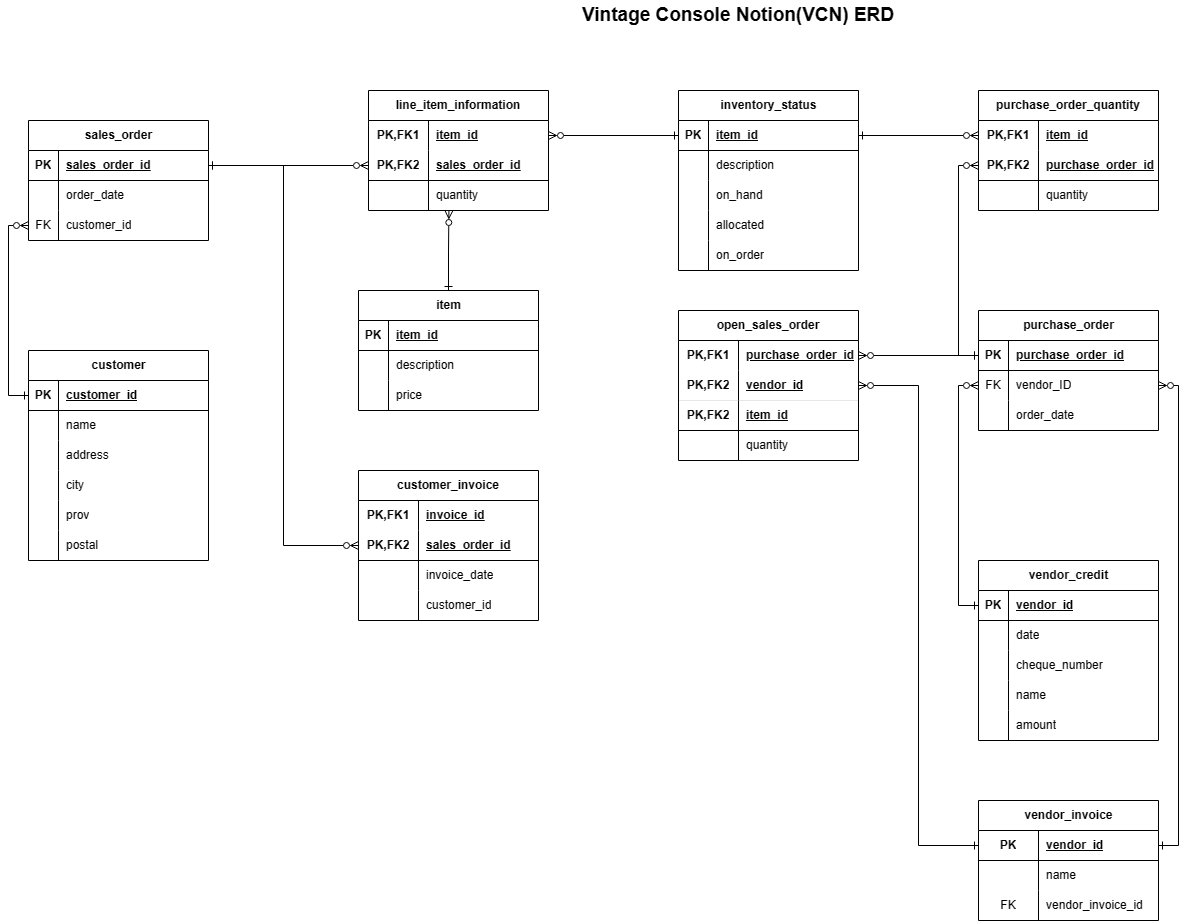 Vintage Console Notion(VCN) ERD
sales_order
PK sales_order_id
order_date
FK customer_id
customer
PK customer_id
name
address
city
prov
postal
line_item_information
PK,FK1 item_id
PK,FK2 sales_order_id
quantity
item
PK item_id
description
price
customer_invoice
PK,FK1 invoice_id
PK,FK2 sales_order_id
invoice_date
customer_id
inventory_status
PK item_id
description
on_hand
allocated
on_order
open_sales_order
PK,FK1 purchase_order_id
PK,FK2 vendor_id
PK,FK2 item_id
quantity
purchase_order_quantity
PK,FK1 item_id
PK,FK2 purchase_order_id
quantity
purchase_order
PK purchase_order_id
FK vendor_ID
order_date
vendor_credit
PK vendor_id
date
cheque_number
name
amount
vendor_invoice
PK vendor_id
name
FK vendor_invoice_id